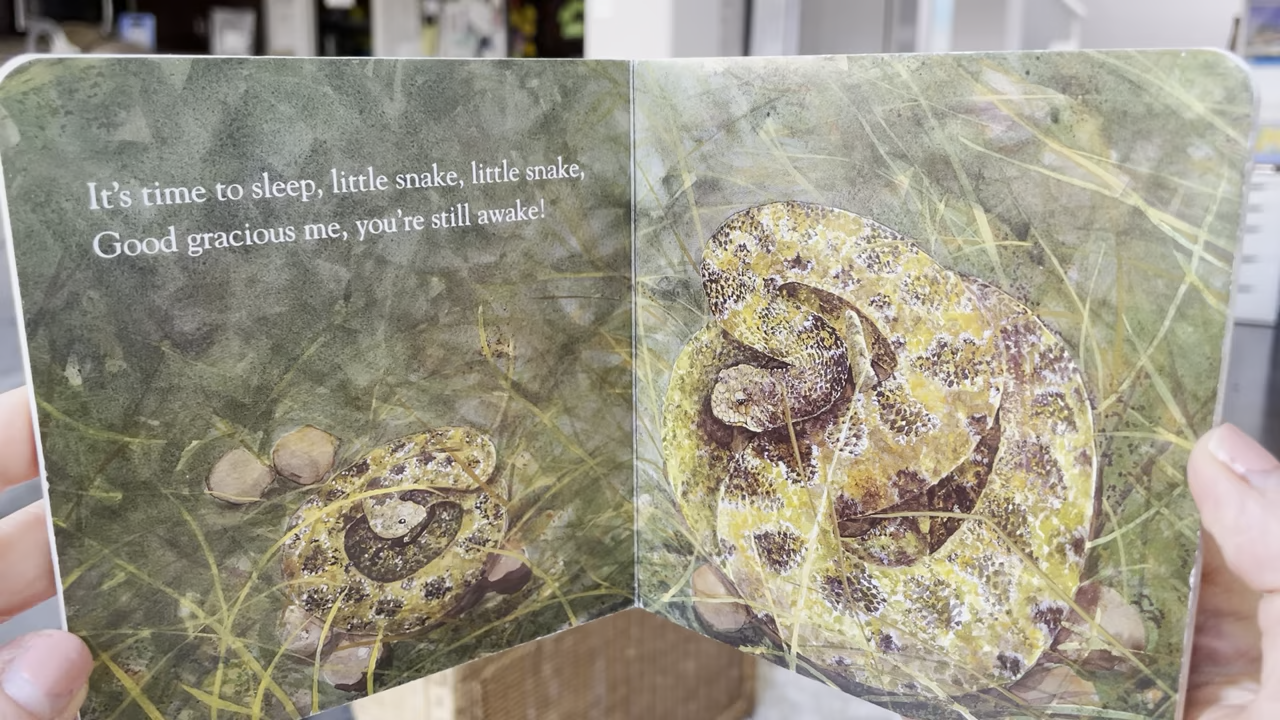 It's time to sleep, little snake, little snake,
Good gracious me, you're still awake!